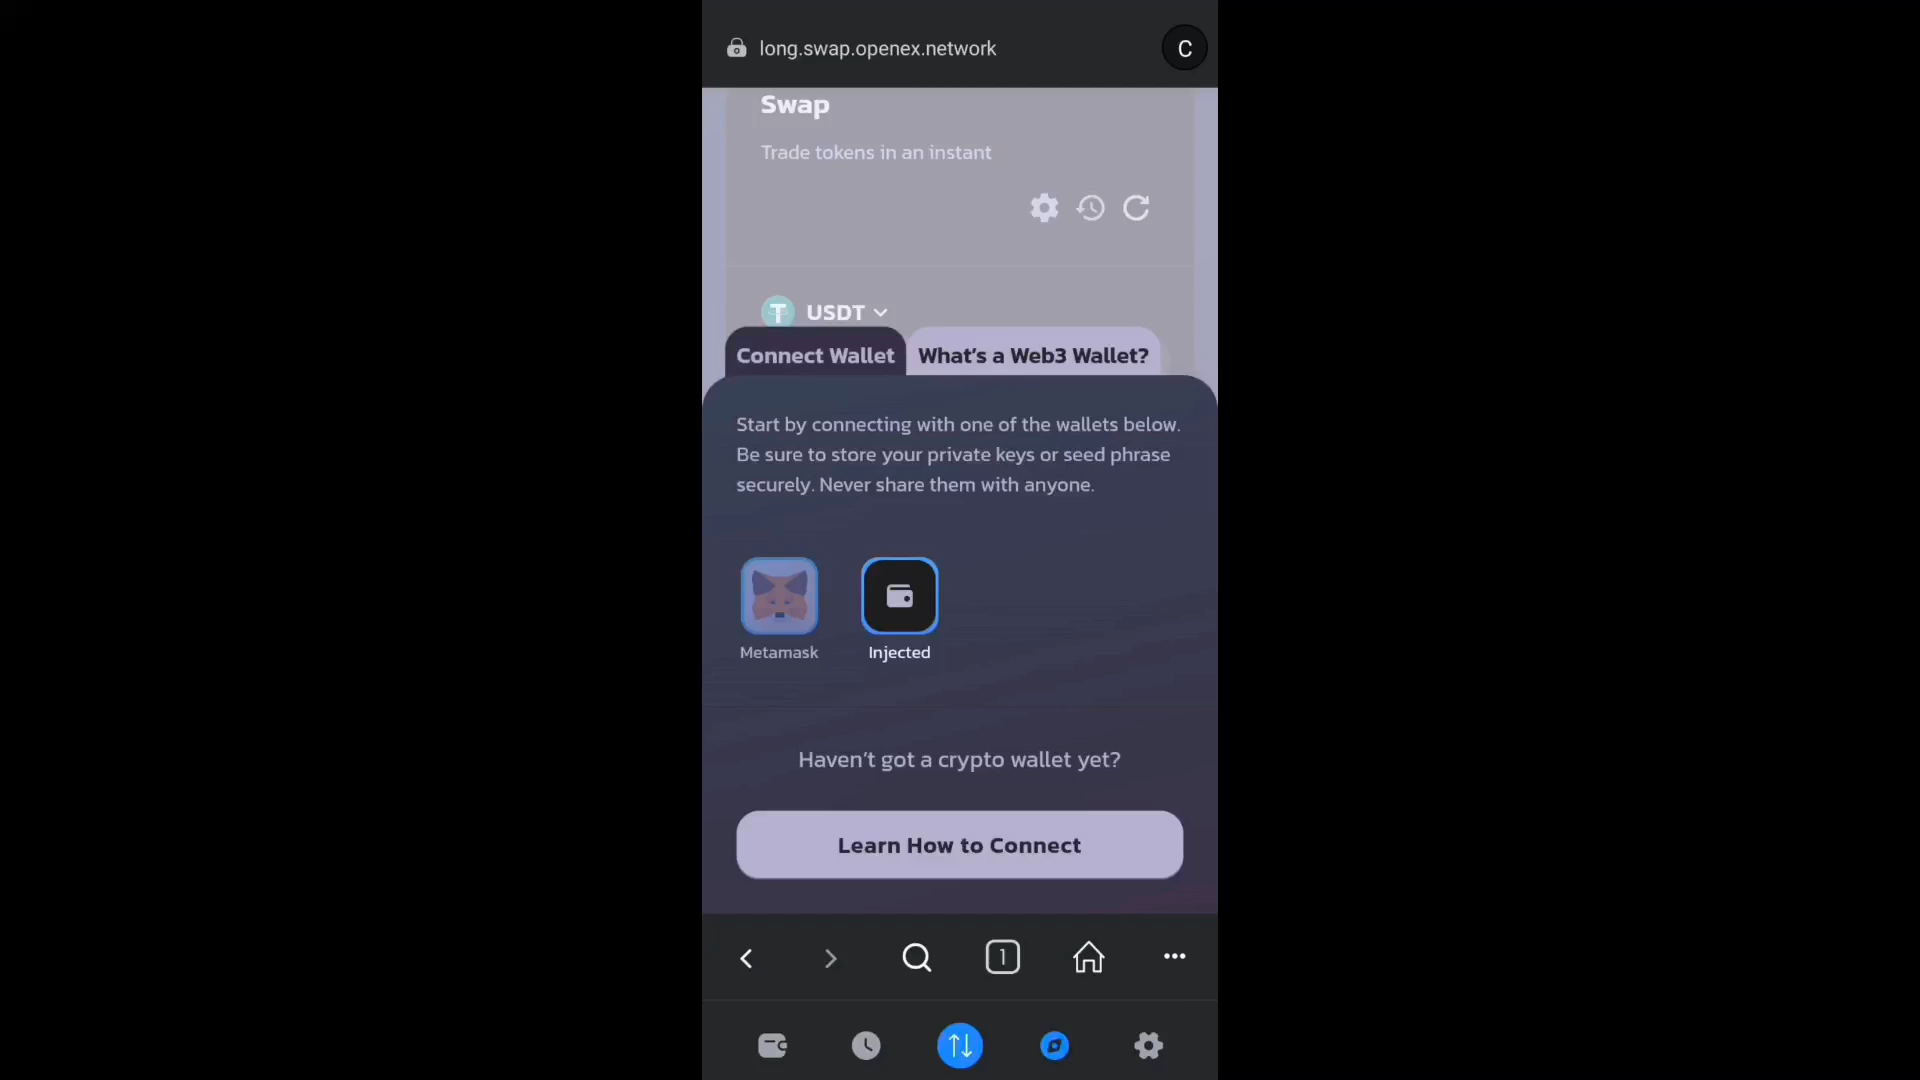 long.swap.openex.network
C
Swap
Trade tokens in an instant
USDT
Connect Wallet
What's a Web3 Wallet?
Start by connecting with one of the wallets below.
Be sure to store your private keys or seed phrase
securely. Never share them with anyone.
Metamask
Injected
Haven't got a crypto wallet yet?
Learn How to Connect
1